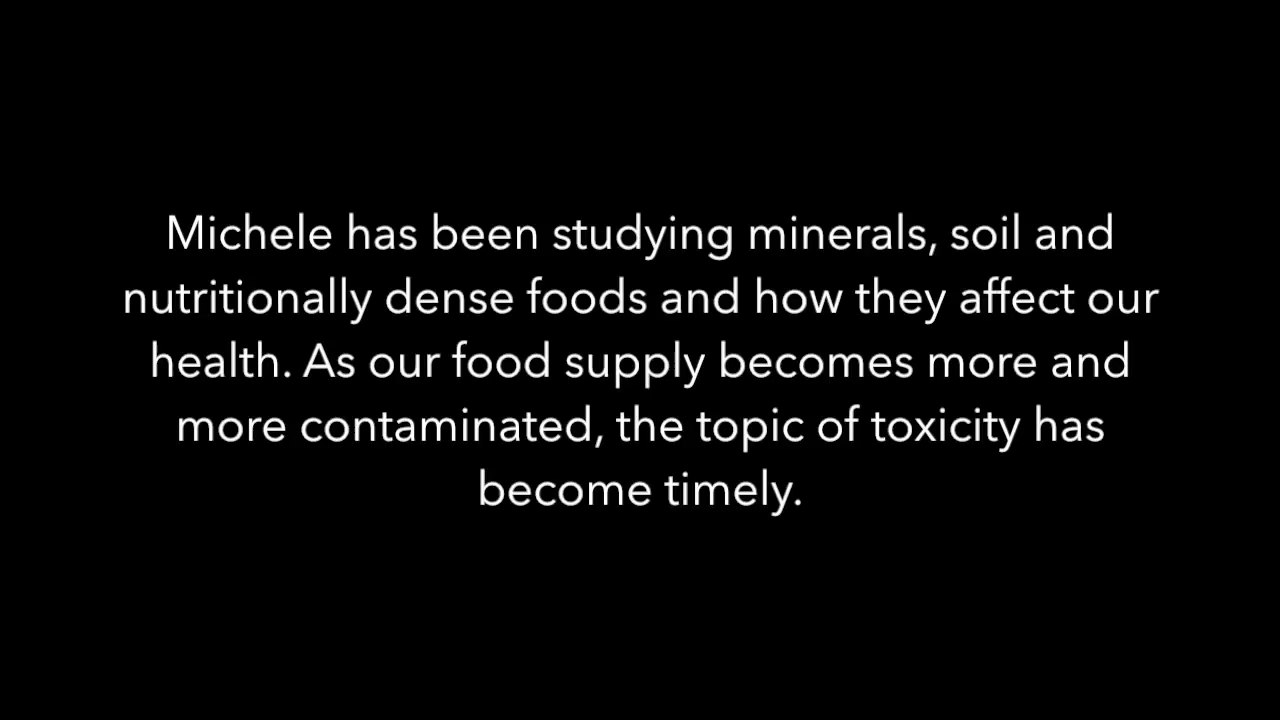 Michele has been studying minerals, soil and
nutritionally dense foods and how they affect our
health. As our food supply becomes more and
more contaminated, the topic of toxicity has
become timely.